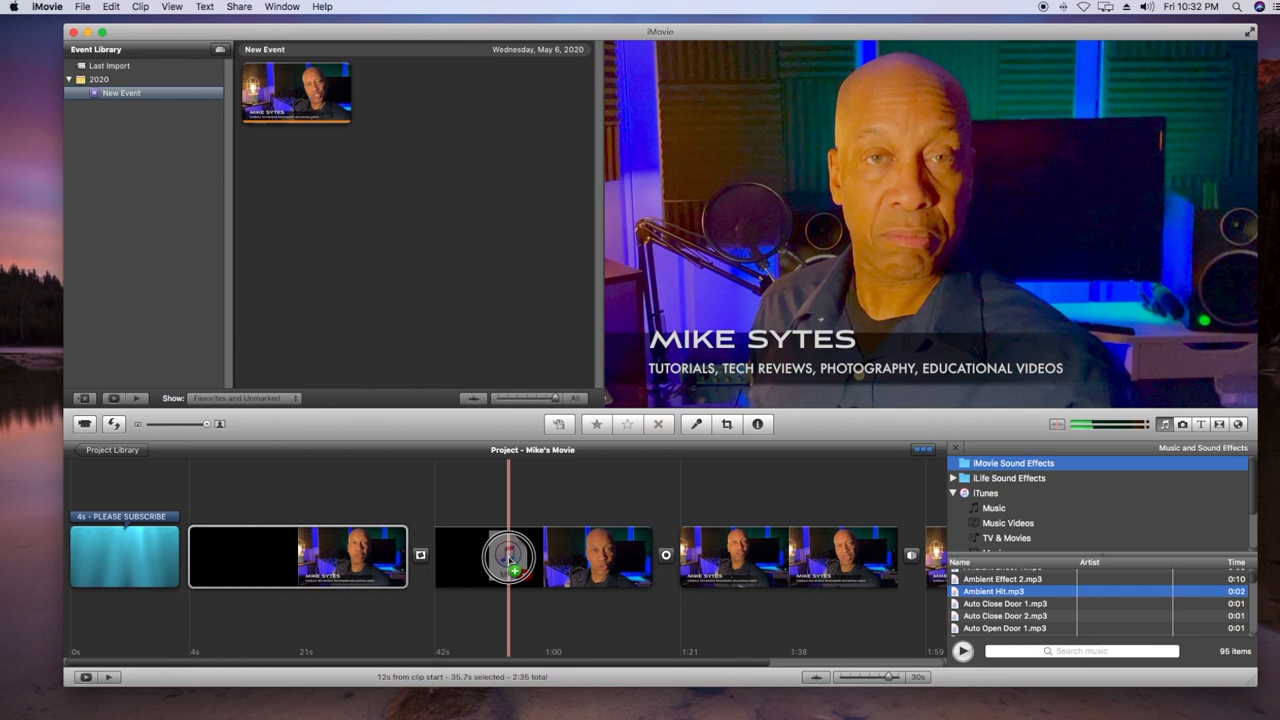 iMovie File Edit Clip View Text Share Window Help Fri 10:32 PM
iMovie
Event Library
New Event
Wednesday, May 6, 2020
Last Import
2020
New Event
MIKE SYTES
TUTORIALS, TECH REVIEWS, PHOTOGRAPHY, EDUCATIONAL VIDEOS
Show: Favorites and Unmarked
All
Project Library
Project - Mike's Movie
Music and Sound Effects
iMovie Sound Effects
iLife Sound Effects
iTunes
Music
Music Videos
TV & Movies
4s - PLEASE SUBSCRIBE
MIKE SYTES
MIKE SYTES
MIKE SYTES
Name Artist Time
Ambient Effect 2.mp3 0:10
Ambient Hit.mp3 0:02
Auto Close Door 1.mp3 0:01
Auto Close Door 2.mp3 0:01
Auto Open Door 1.mp3 0:01
0s 4s 21s 42s 1:00 1:21 1:38 1:59
Search music
95 items
12s from clip start - 35.7s selected - 2:35 total
30s